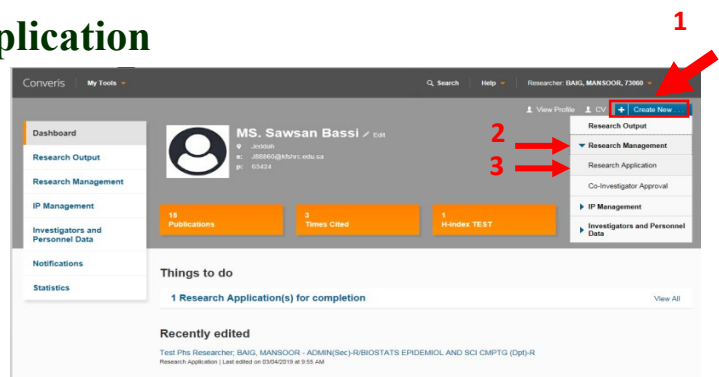 plication
1
Converis
My Tools
Search
Help
Researcher: BAIG, MANSOOR, 73060
View Profile
CV
+ Create New
Dashboard
Research Output
Research Management
IP Management
Investigators and
Personnel Data
Notifications
Statistics
MS. Sawsan Bassi
Edit
Jeddah
e: J88860@kfshrc.edu.sa
p: 65424
2
3
Research Output
Research Management
Research Application
Co-Investigator Approval
IP Management
Investigators and Personnel
Data
18
Publications
3
Times Cited
1
H-index TEST
Things to do
1 Research Application(s) for completion
View All
Recently edited
Test Phs Researcher; BAIG, MANSOOR - ADMIN(Sec)-R/BIOSTATS EPIDEMIOL AND SCI CMPTG (Dpt)-R
Research Application | Last edited on 03/04/2019 at 9:55 AM